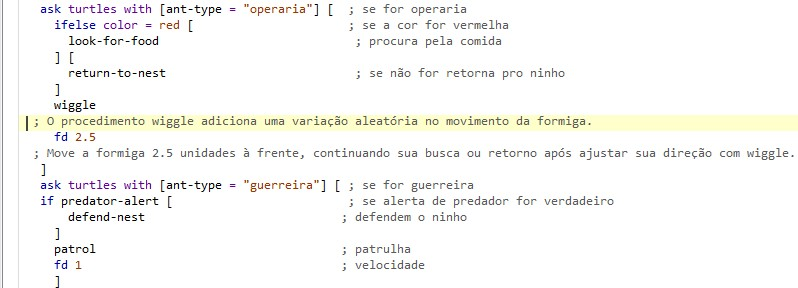 ask turtles with [ant-type = "operaria"] [ ; se for operaria
ifelse color = red [ ; se a cor for vermelha
look-for-food ; procura pela comida
] [
return-to-nest ; se não for retorna pro ninho
]
wiggle
; O procedimento wiggle adiciona uma variação aleatória no movimento da formiga.
fd 2.5
; Move a formiga 2.5 unidades à frente, continuando sua busca ou retorno após ajustar sua direção com wiggle.
]
ask turtles with [ant-type = "guerreira"] [ ; se for guerreira
if predator-alert [ ; se alerta de predador for verdadeiro
defend-nest ; defendem o ninho
]
patrol ; patrulha
fd 1 ; velocidade
]